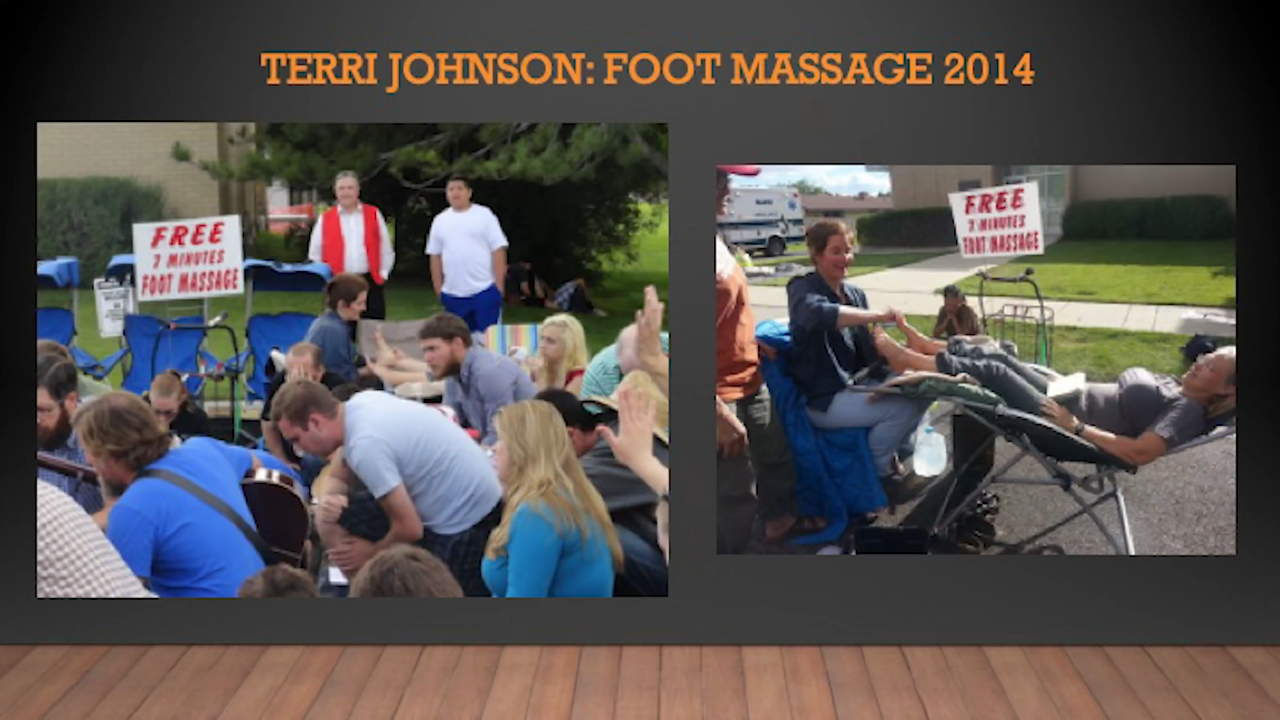 TERRI JOHNSON: FOOT MASSAGE 2014
FREE
7 MINUTES
FOOT MASSAGE
FREE
7 MINUTES
FOOT MASSAGE